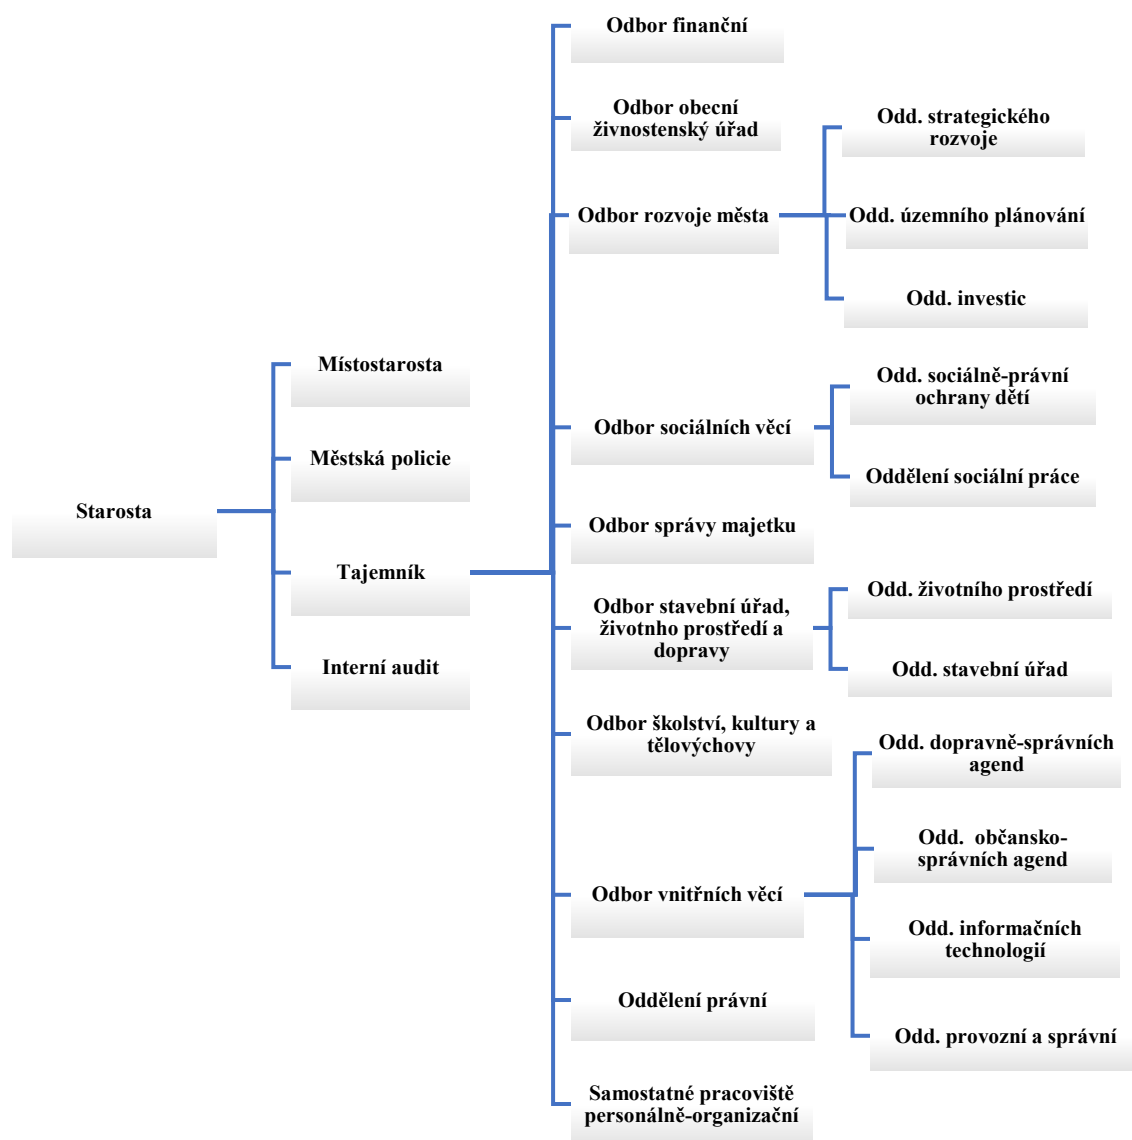 Starosta
Místostarosta
Městská policie
Tajemník
Interní audit
Odbor finanční
Odbor obecní
živnostenský úřad
Odbor rozvoje města
Odd. strategického
rozvoje
Odd. územního plánování
Odd. investic
Odbor sociálních věcí
Odd. sociálně-právní
ochrany dětí
Oddělení sociální práce
Odbor správy majetku
Odbor stavební úřad,
životnho prostředí a
dopravy
Odd. životního prostředí
Odd. stavební úřad
Odbor školství, kultury a
tělovýchovy
Odbor vnitřních věcí
Odd. dopravně-správních
agend
Odd. občansko-
správních agend
Odd. informačních
technologií
Odd. provozní a správní
Oddělení právní
Samostatné pracoviště
personálně-organizační